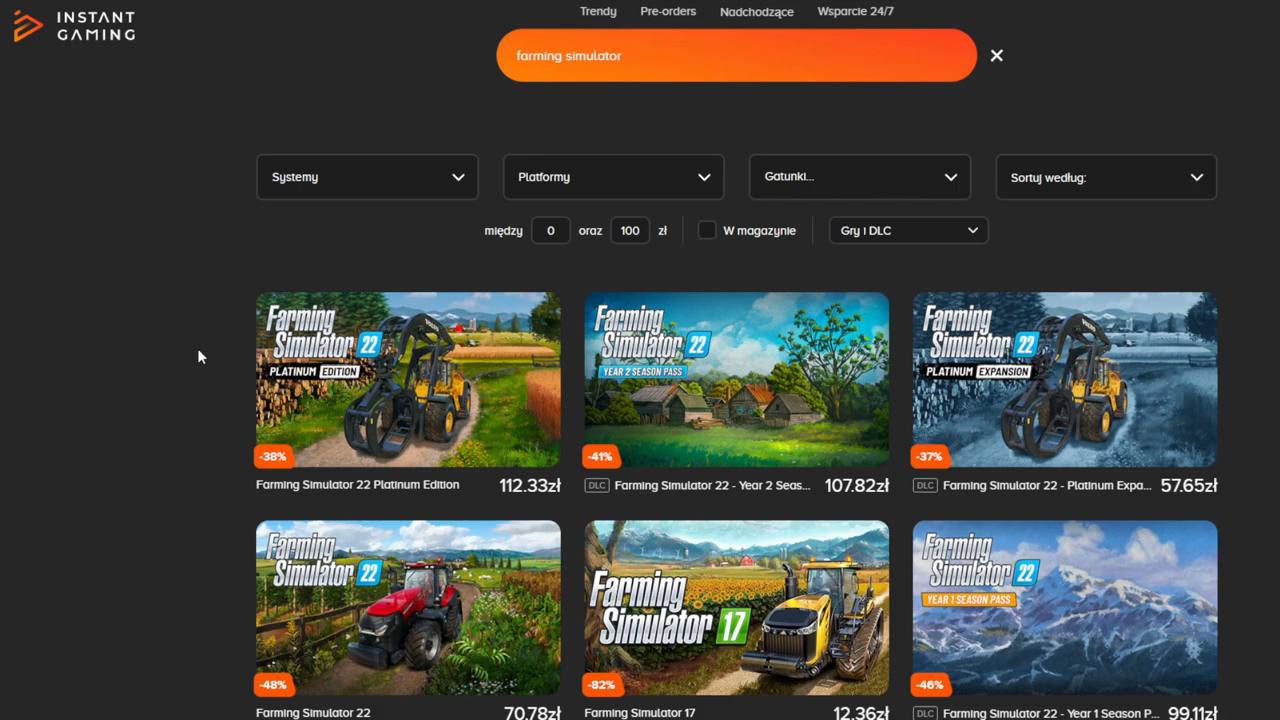 INSTANT
GAMING
Trendy Pre-orders Nadchodzące Wsparcie 24/7
farming simulator
Systemy Platformy Gatunki... Sortuj według:
między 0 oraz 100 zł W magazynie Gry i DLC
Farming
Simulator 22
PLATINUM EDITION
-38%
Farming Simulator 22 Platinum Edition 112.33zł
Farming
Simulator 22
YEAR 2 SEASON PASS
-41%
DLC Farming Simulator 22 - Year 2 Seas... 107.82zł
Farming
Simulator 22
PLATINUM EXPANSION
-37%
DLC Farming Simulator 22 - Platinum Expa... 57.65zł
Farming
Simulator 22
-48%
Farming Simulator 22 70.78zł
Farming
Simulator 17
-82%
Farming Simulator 17 12.36zł
Farming
Simulator 22
YEAR 1 SEASON PASS
-46%
DLC Farming Simulator 22 - Year 1 Season P... 99.11zł